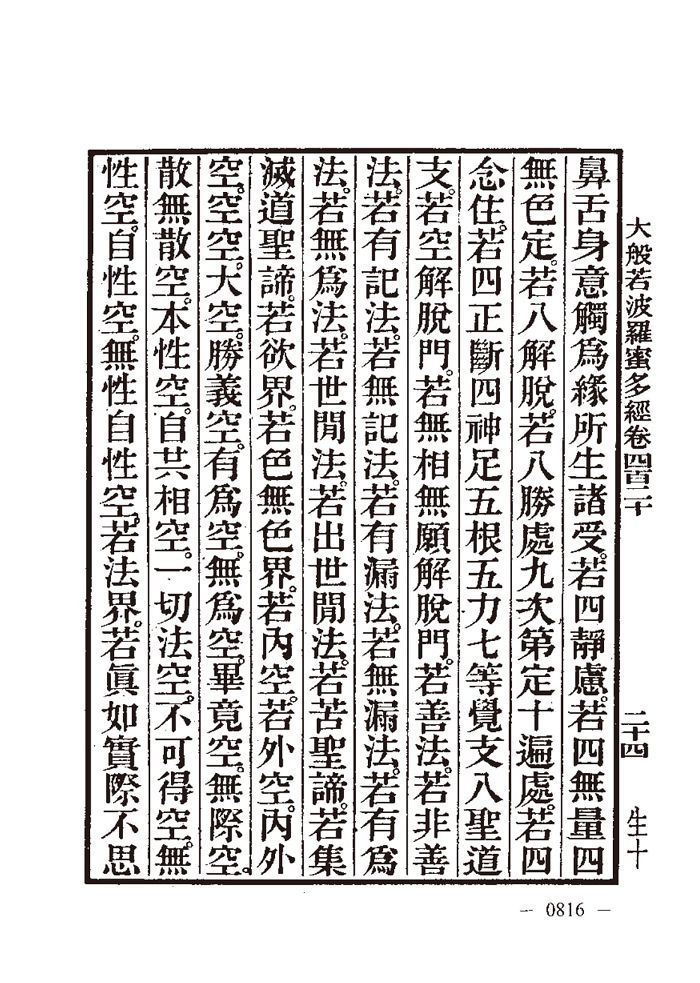 大般若波羅蜜多經卷四百二十
二十四
生十
鼻舌身意觸爲緣所生諸受。若四靜慮。若四無量四
無色定。若八解脫。若八勝處九次第定十遍處。若四
念住。若四正斷四神足五根五力七等覺支八聖道
支。若空解脫門。若無相無願解脫門。若善法。若非善
法。若有記法。若無記法。若有漏法。若無漏法。若有爲
法。若無爲法。若世閒法。若出世閒法。若苦聖諦。若集
滅道聖諦。若欲界。若色無色界。若內空。若外空。內外
空。空空。大空。勝義空。有爲空。無爲空。畢竟空。無際空。
散無散空。本性空。自共相空。一切法空。不可得空。無
性空。自性空。無性自性空。若法界。若眞如實際不思
— 0816 —